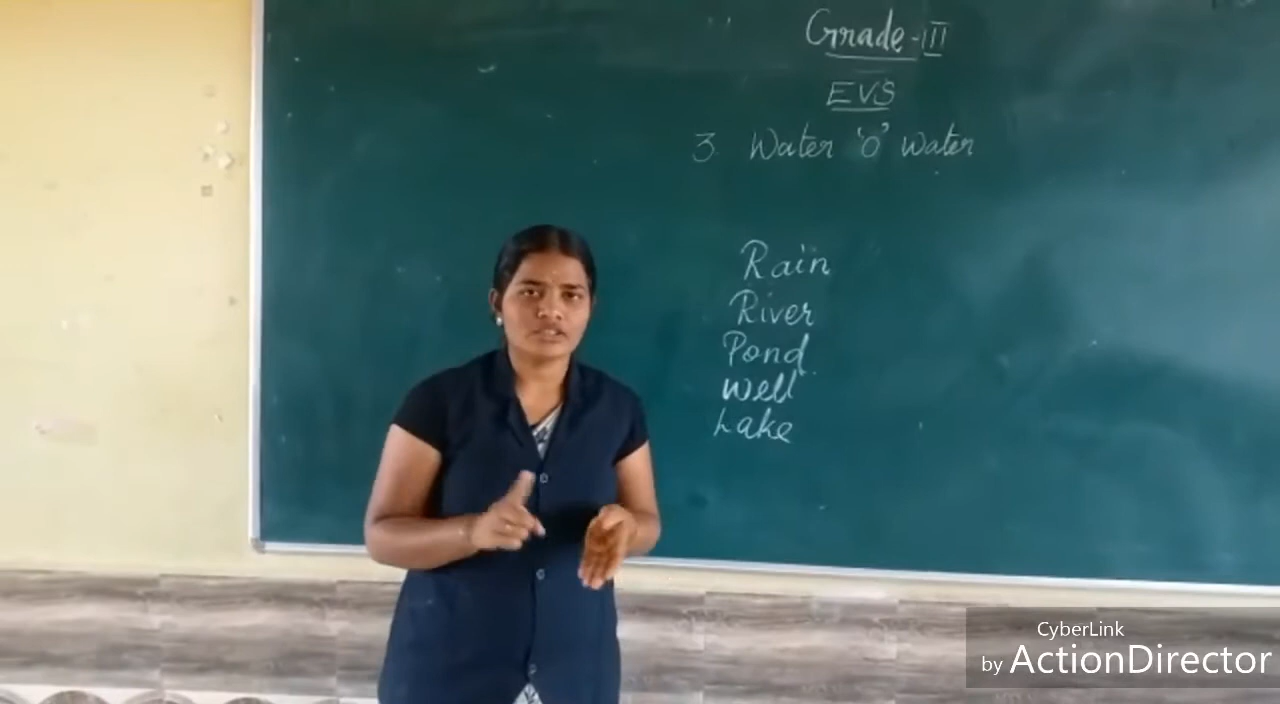 Grade-III
EVS
3. Water 'O' Water
Rain
River
Pond
Well
Lake
CyberLink
by ActionDirector